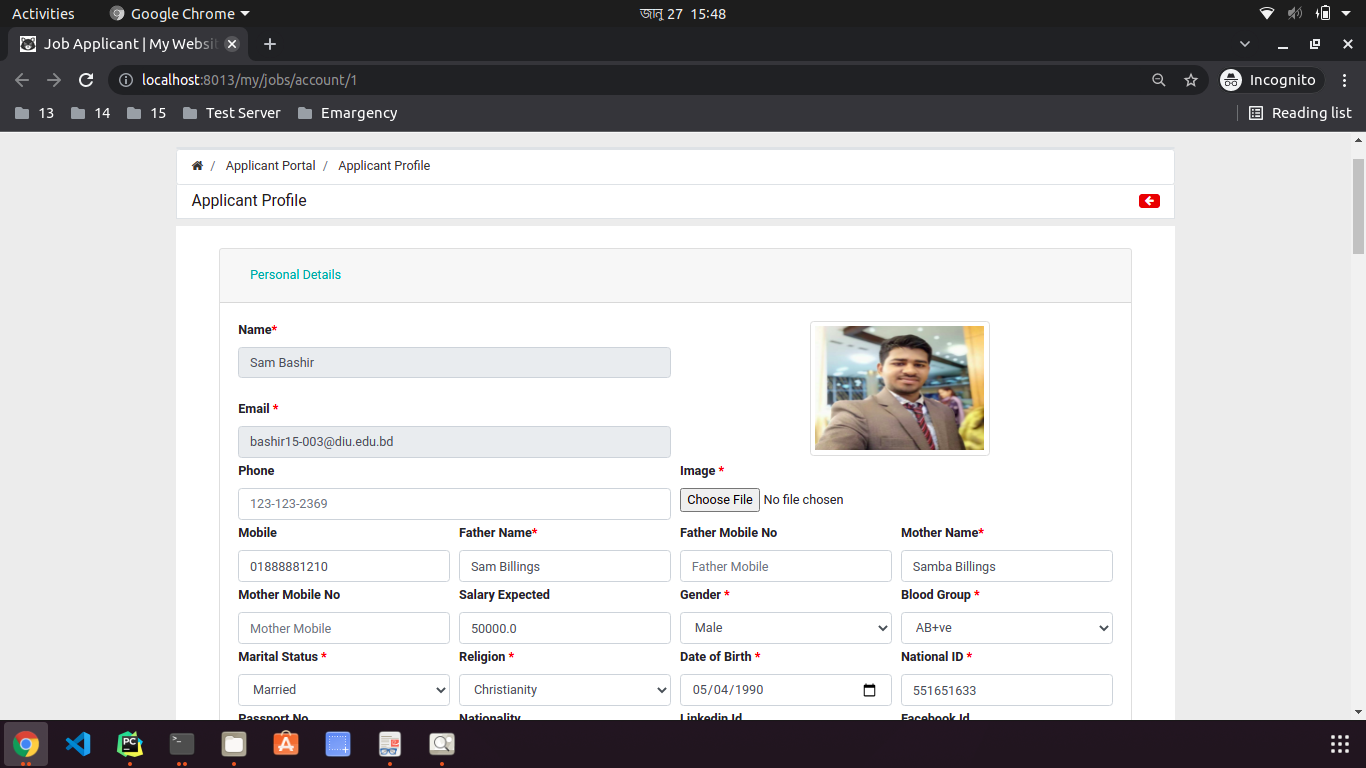 Activities Google Chrome জানু 27 15:48
Job Applicant | My Websit
localhost:8013/my/jobs/account/1 Incognito
13 14 15 Test Server Emargency Reading list
/ Applicant Portal / Applicant Profile
Applicant Profile
Personal Details
Name*
Sam Bashir
Email *
bashir15-003@diu.edu.bd
Phone Image *
123-123-2369 Choose File No file chosen
Mobile Father Name* Father Mobile No Mother Name*
01888881210 Sam Billings Father Mobile Samba Billings
Mother Mobile No Salary Expected Gender * Blood Group *
Mother Mobile 50000.0 Male AB+ve
Marital Status * Religion * Date of Birth * National ID *
Married Christianity 05/04/1990 551651633
Passport No Nationality Linkedin Id Facebook Id
PC